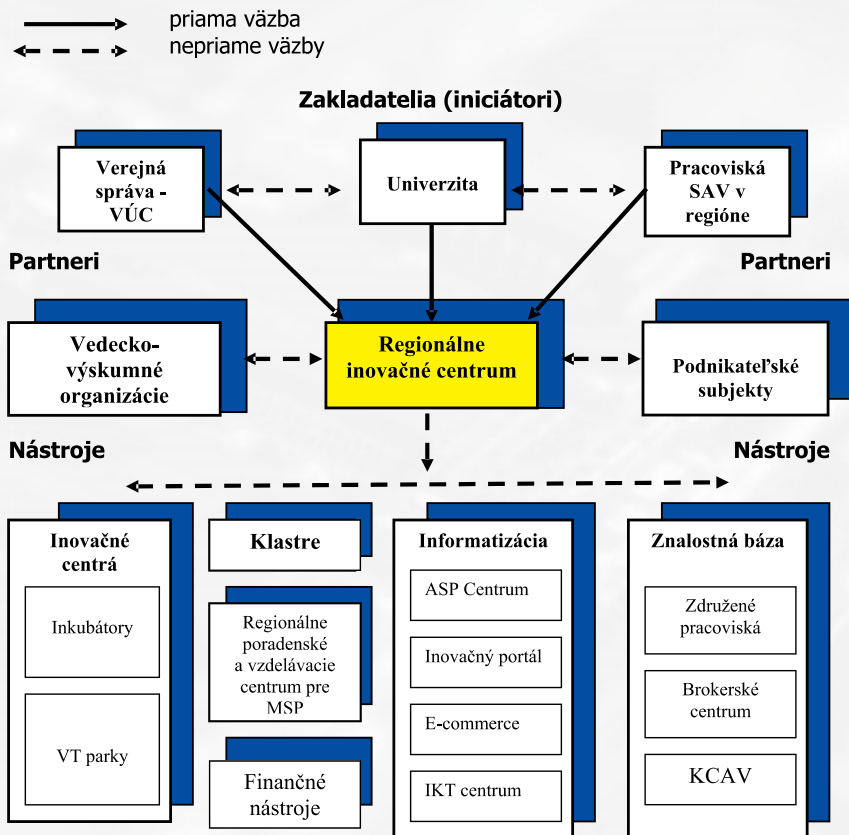 priama väzba
nepriame väzby
Zakladatelia (iniciátori)
Verejná
správa -
VÚC
Univerzita
Pracoviská
SAV v
regióne
Partneri
Partneri
Vedecko-
výskumné
organizácie
Regionálne
inovačné centrum
Podnikateľské
subjekty
Nástroje
Nástroje
Inovačné
centrá
Inkubátory
VT parky
Klastre
Regionálne
poradenské
a vzdelávacie
centrum pre
MSP
Finančné
nástroje
Informatizácia
ASP Centrum
Inovačný portál
E-commerce
IKT centrum
Znalostná báza
Združené
pracoviská
Brokerské
centrum
KCAV